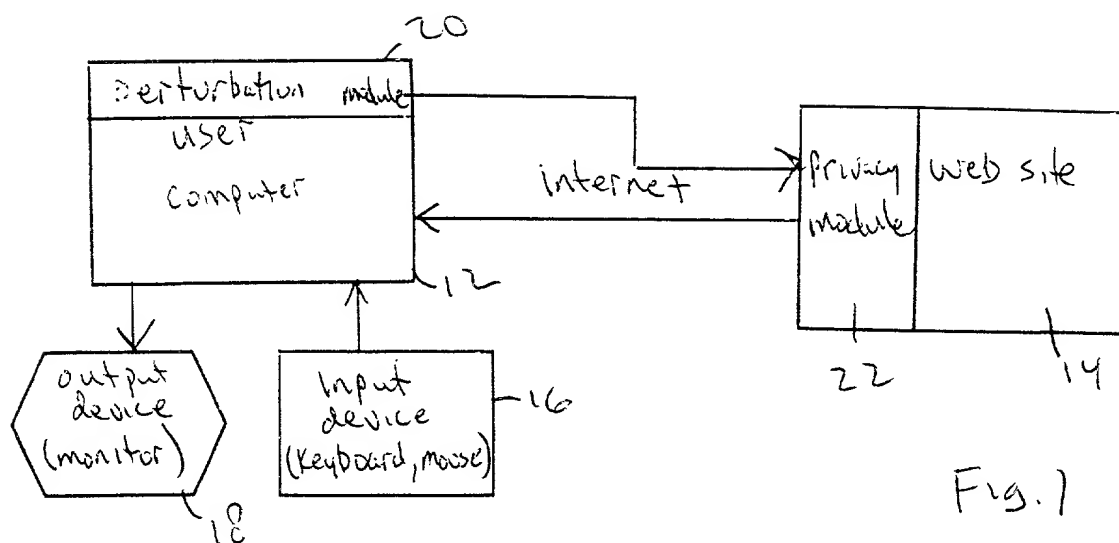 20
Perturbation module
user
computer
internet
Privacy
module
web site
12
22
14
output
device
(monitor)
18
Input
device
(keyboard, mouse)
16
Fig. 1